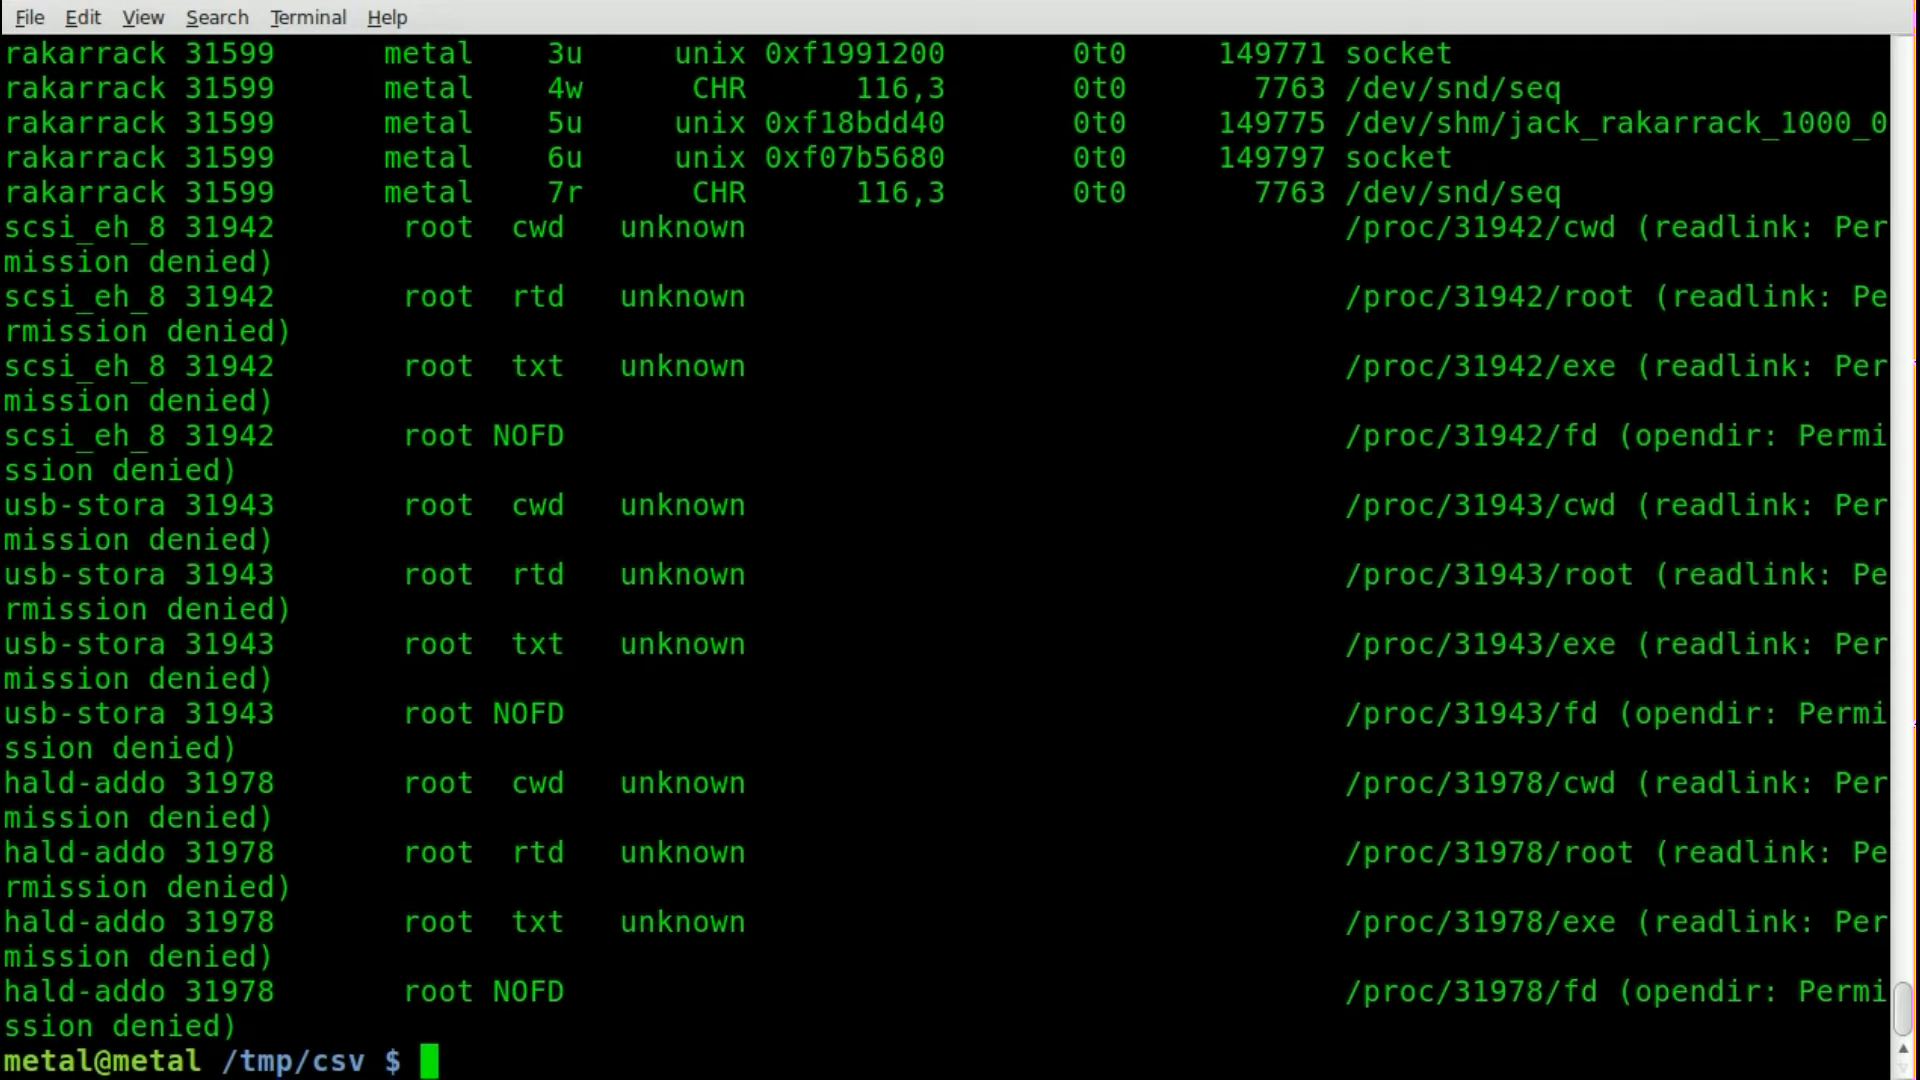 File Edit View Search Terminal Help
rakarrack 31599      metal    3u     unix 0xf1991200       0t0     149771 socket
rakarrack 31599      metal    4w      CHR      116,3       0t0       7763 /dev/snd/seq
rakarrack 31599      metal    5u     unix 0xf18bdd40       0t0     149775 /dev/shm/jack_rakarrack_1000_0
rakarrack 31599      metal    6u     unix 0xf07b5680       0t0     149797 socket
rakarrack 31599      metal    7r      CHR      116,3       0t0       7763 /dev/snd/seq
scsi_eh_8 31942       root  cwd   unknown                                 /proc/31942/cwd (readlink: Per
mission denied)
scsi_eh_8 31942       root  rtd   unknown                                 /proc/31942/root (readlink: Pe
rmission denied)
scsi_eh_8 31942       root  txt   unknown                                 /proc/31942/exe (readlink: Per
mission denied)
scsi_eh_8 31942       root NOFD                                           /proc/31942/fd (opendir: Permi
ssion denied)
usb-stora 31943       root  cwd   unknown                                 /proc/31943/cwd (readlink: Per
mission denied)
usb-stora 31943       root  rtd   unknown                                 /proc/31943/root (readlink: Pe
rmission denied)
usb-stora 31943       root  txt   unknown                                 /proc/31943/exe (readlink: Per
mission denied)
usb-stora 31943       root NOFD                                           /proc/31943/fd (opendir: Permi
ssion denied)
hald-addo 31978       root  cwd   unknown                                 /proc/31978/cwd (readlink: Per
mission denied)
hald-addo 31978       root  rtd   unknown                                 /proc/31978/root (readlink: Pe
rmission denied)
hald-addo 31978       root  txt   unknown                                 /proc/31978/exe (readlink: Per
mission denied)
hald-addo 31978       root NOFD                                           /proc/31978/fd (opendir: Permi
ssion denied)
metal@metal /tmp/csv $